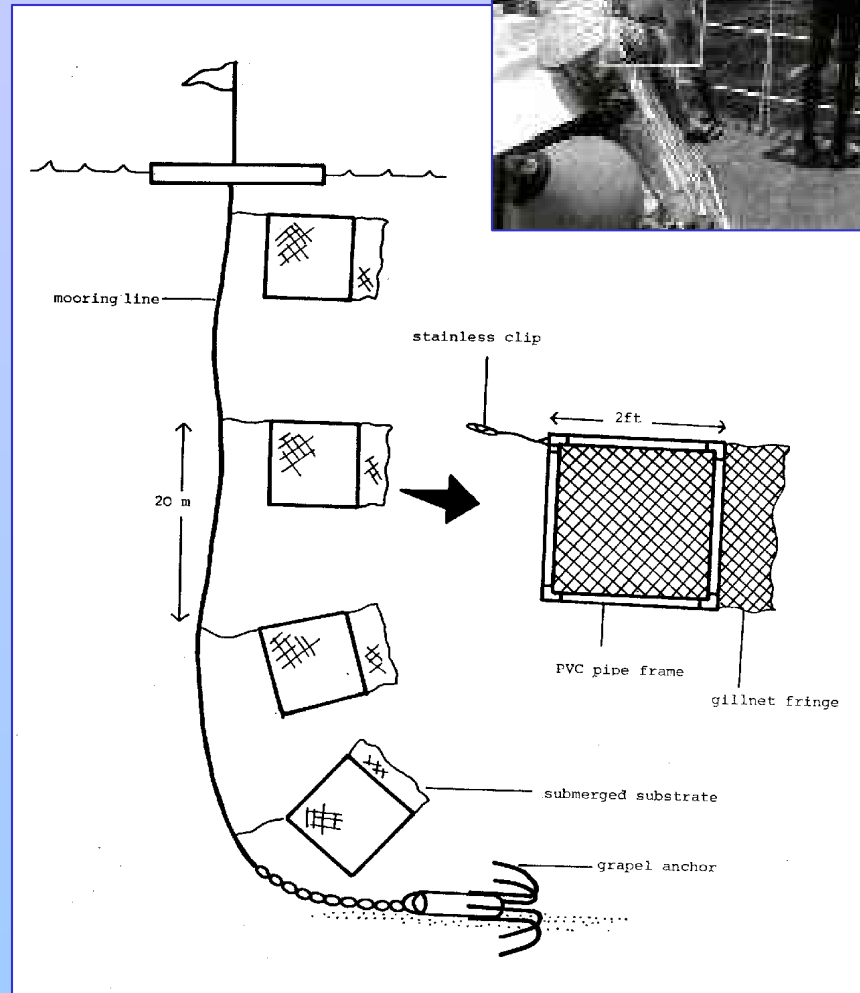 mooring line
stainless clip
2ft
20 m
PVC pipe frame
gillnet fringe
submerged substrate
grapel anchor